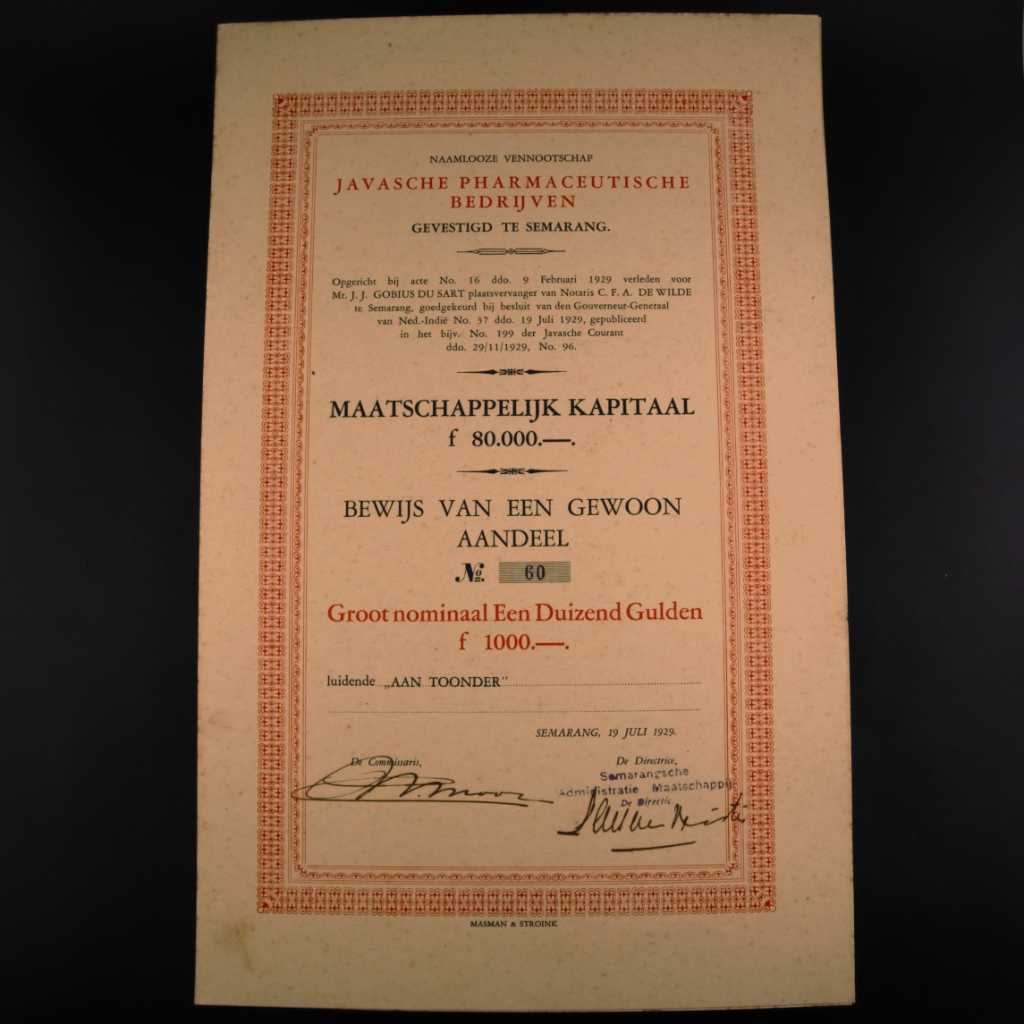 NAAMLOOZE VENNOOTSCHAP
JAVASCHE PHARMACEUTISCHE
BEDRIJVEN
GEVESTIGD TE SEMARANG.
Opgericht bij acte No. 16 ddo. 9 Februari 1929 verleden voor
Mr. J. J. GOBIUS DU SART plaatsvervanger van Notaris C. F. A. DE WILDE
te Semarang, goedgekeurd bij besluit van den Gouverneur-Generaal
van Ned.-Indië No. 37 ddo. 19 Juli 1929, gepubliceerd
in het bijv. No. 199 der Javasche Courant
ddo. 29/11/1929, No. 96.
MAATSCHAPPELIJK KAPITAAL
f 80.000.—.
BEWIJS VAN EEN GEWOON
AANDEEL
No. 60
Groot nominaal Een Duizend Gulden
f 1000.—.
luidende „AAN TOONDER"
SEMARANG, 19 JULI 1929.
De Commissaris,
De Directrice,
Semarangsche
Administratie Maatschappij
De Directie
MASMAN & STROINK